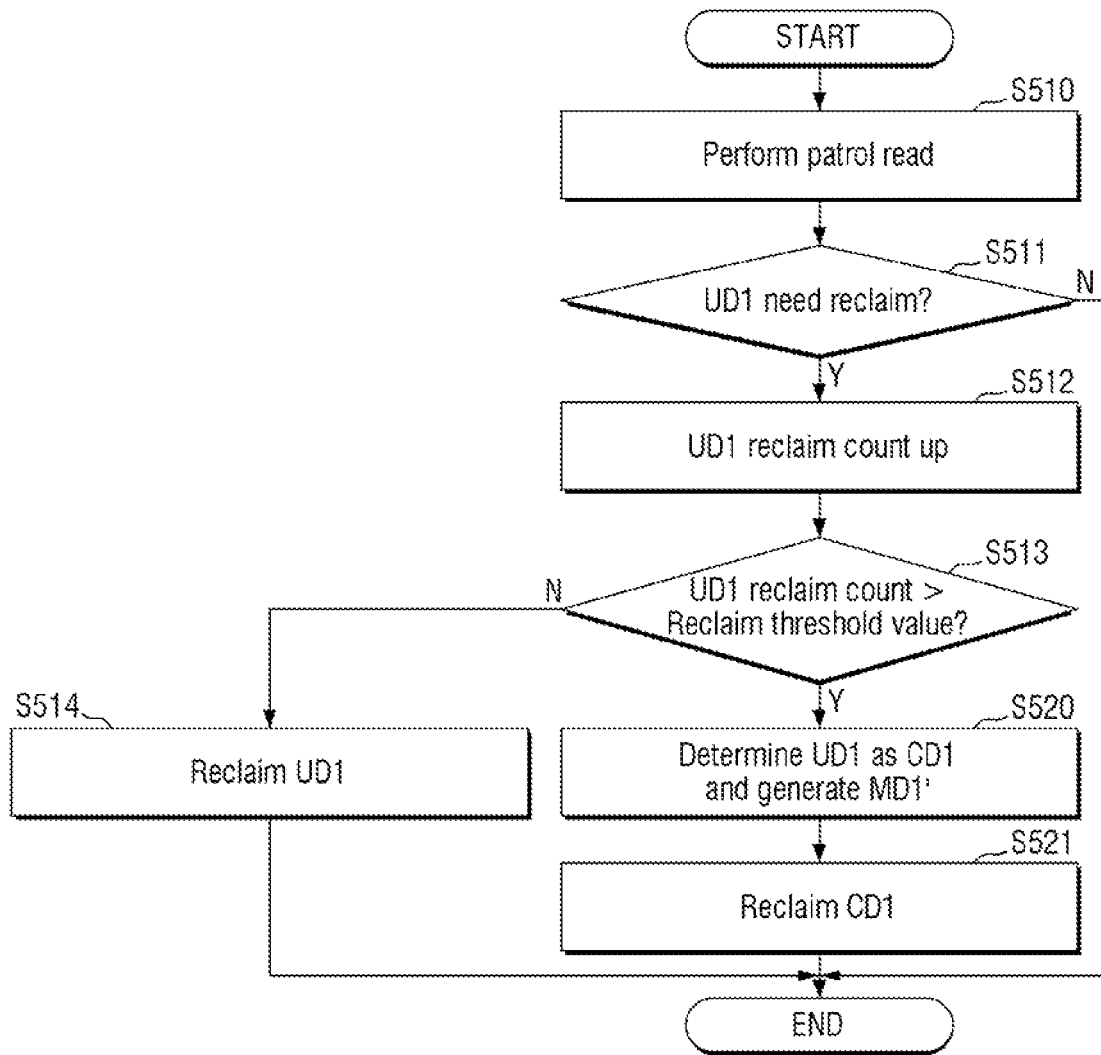 START
S510
Perform patrol read
S511
UD1 need reclaim?
N
Y
S512
UD1 reclaim count up
S513
N
UD1 reclaim count >
Reclaim threshold value?
Y
S514
Reclaim UD1
S520
Determine UD1 as CD1
and generate MD1'
S521
Reclaim CD1
END